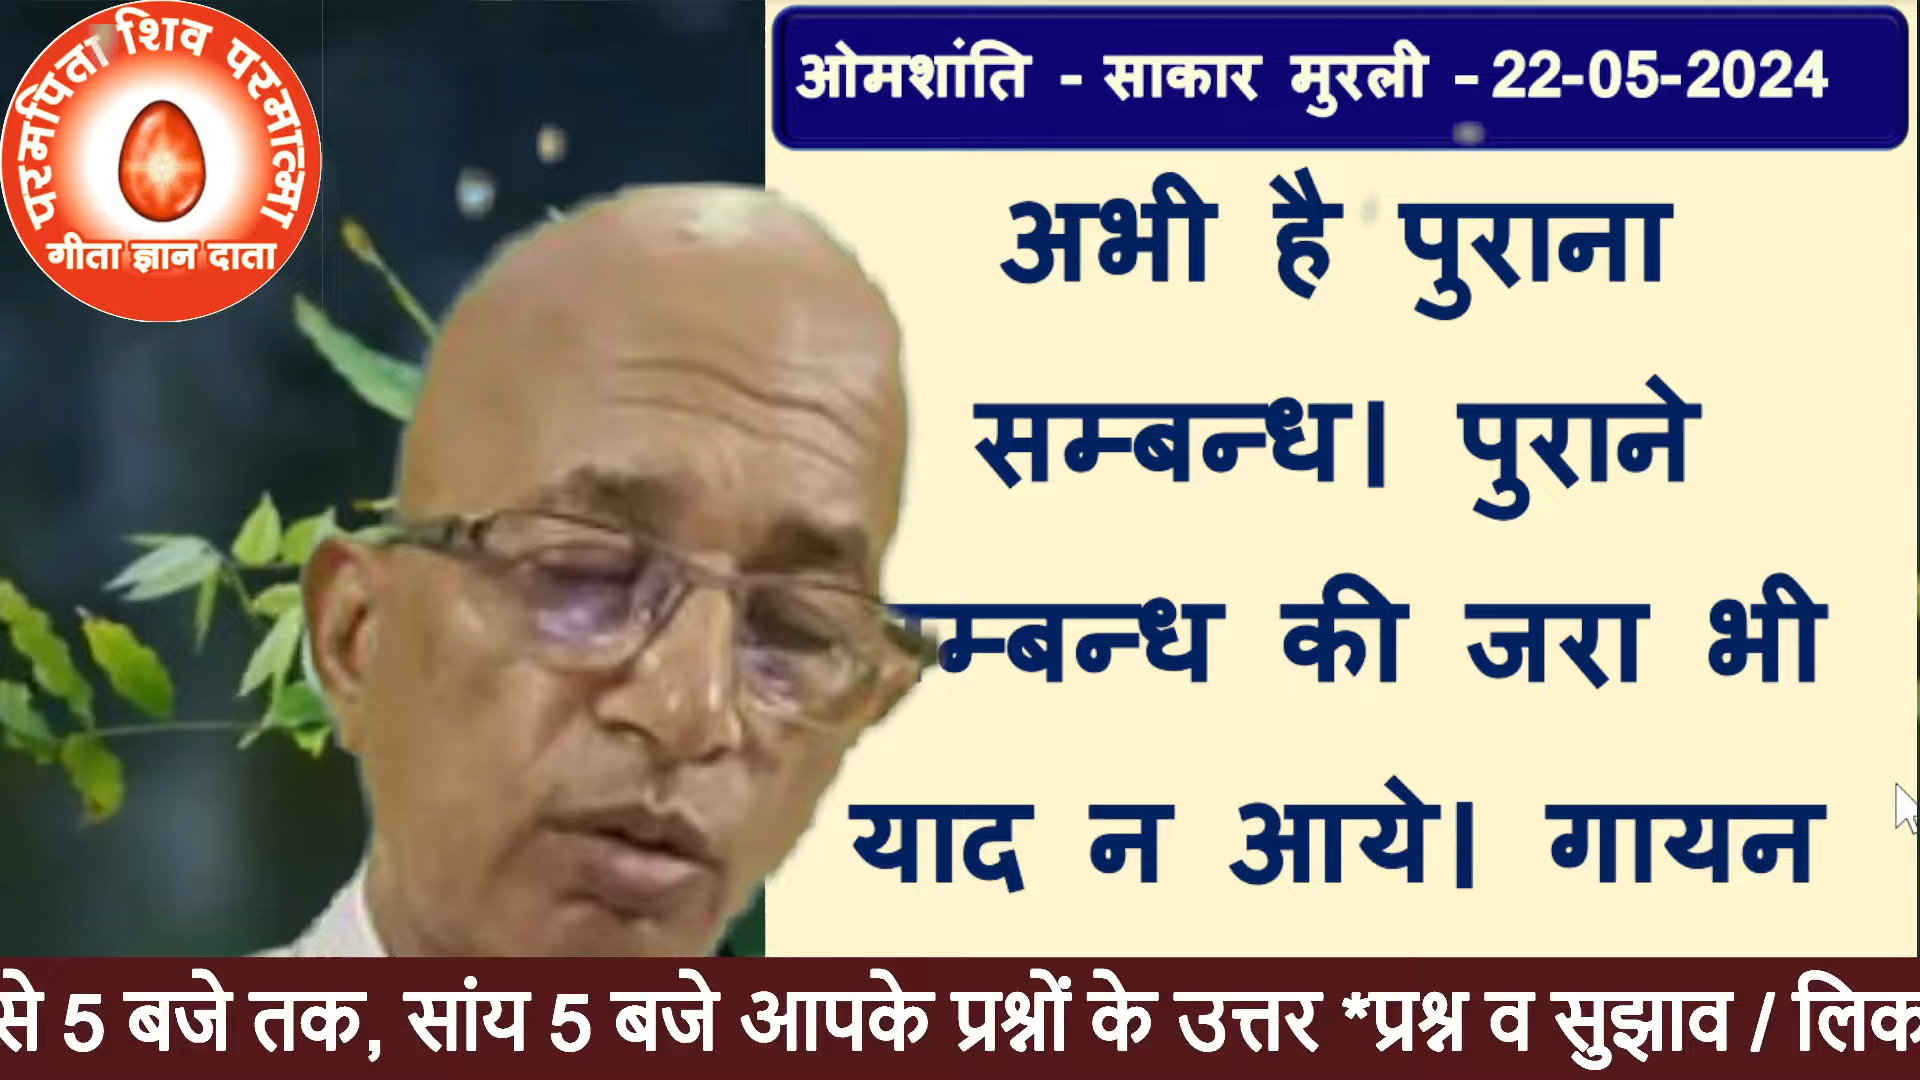 परमपिता शिव परमात्मा
गीता ज्ञान दाता
ओमशांति - साकार मुरली - 22-05-2024
अभी है पुराना
सम्बन्ध। पुराने
म्बन्ध की जरा भी
याद न आये। गायन
से 5 बजे तक, सांय 5 बजे आपके प्रश्नों के उत्तर *प्रश्न व सुझाव / लिक